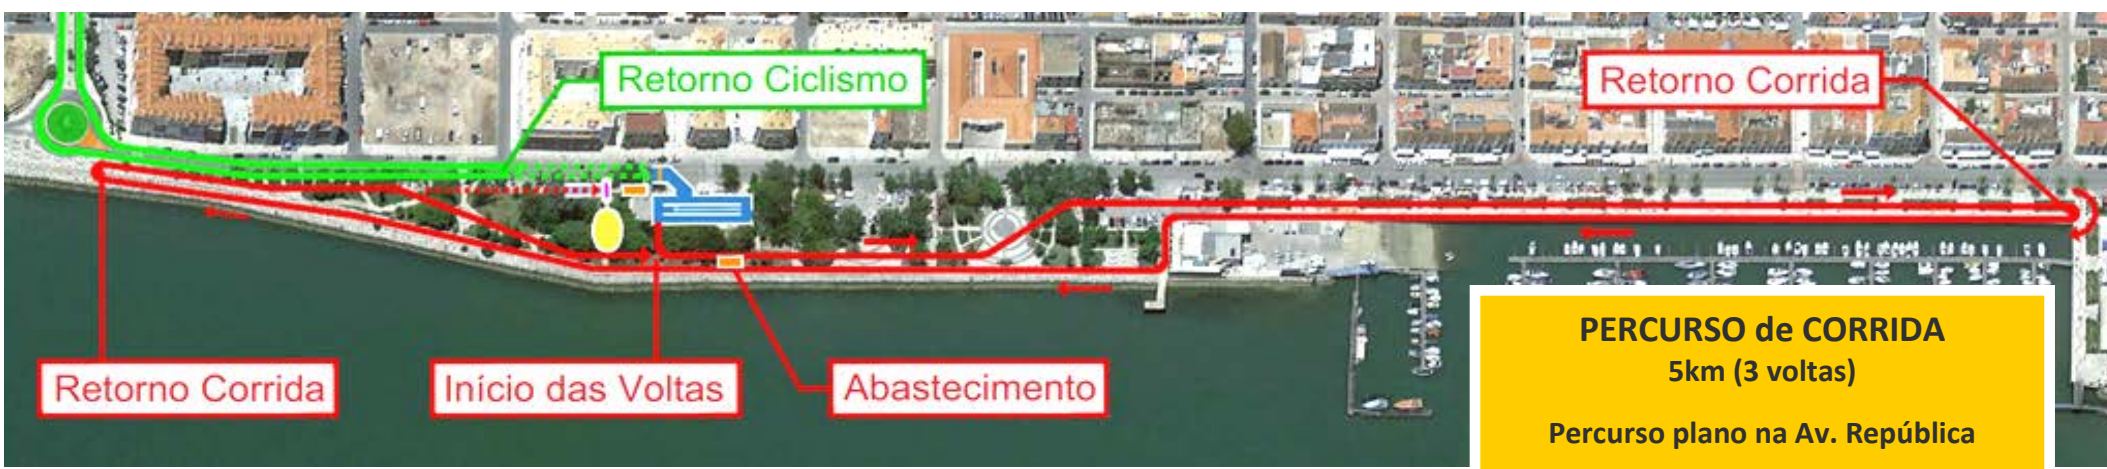 Retorno Ciclismo
Retorno Corrida
Retorno Corrida
Início das Voltas
Abastecimento
PERCURSO de CORRIDA
5km (3 voltas)
Percurso plano na Av. República